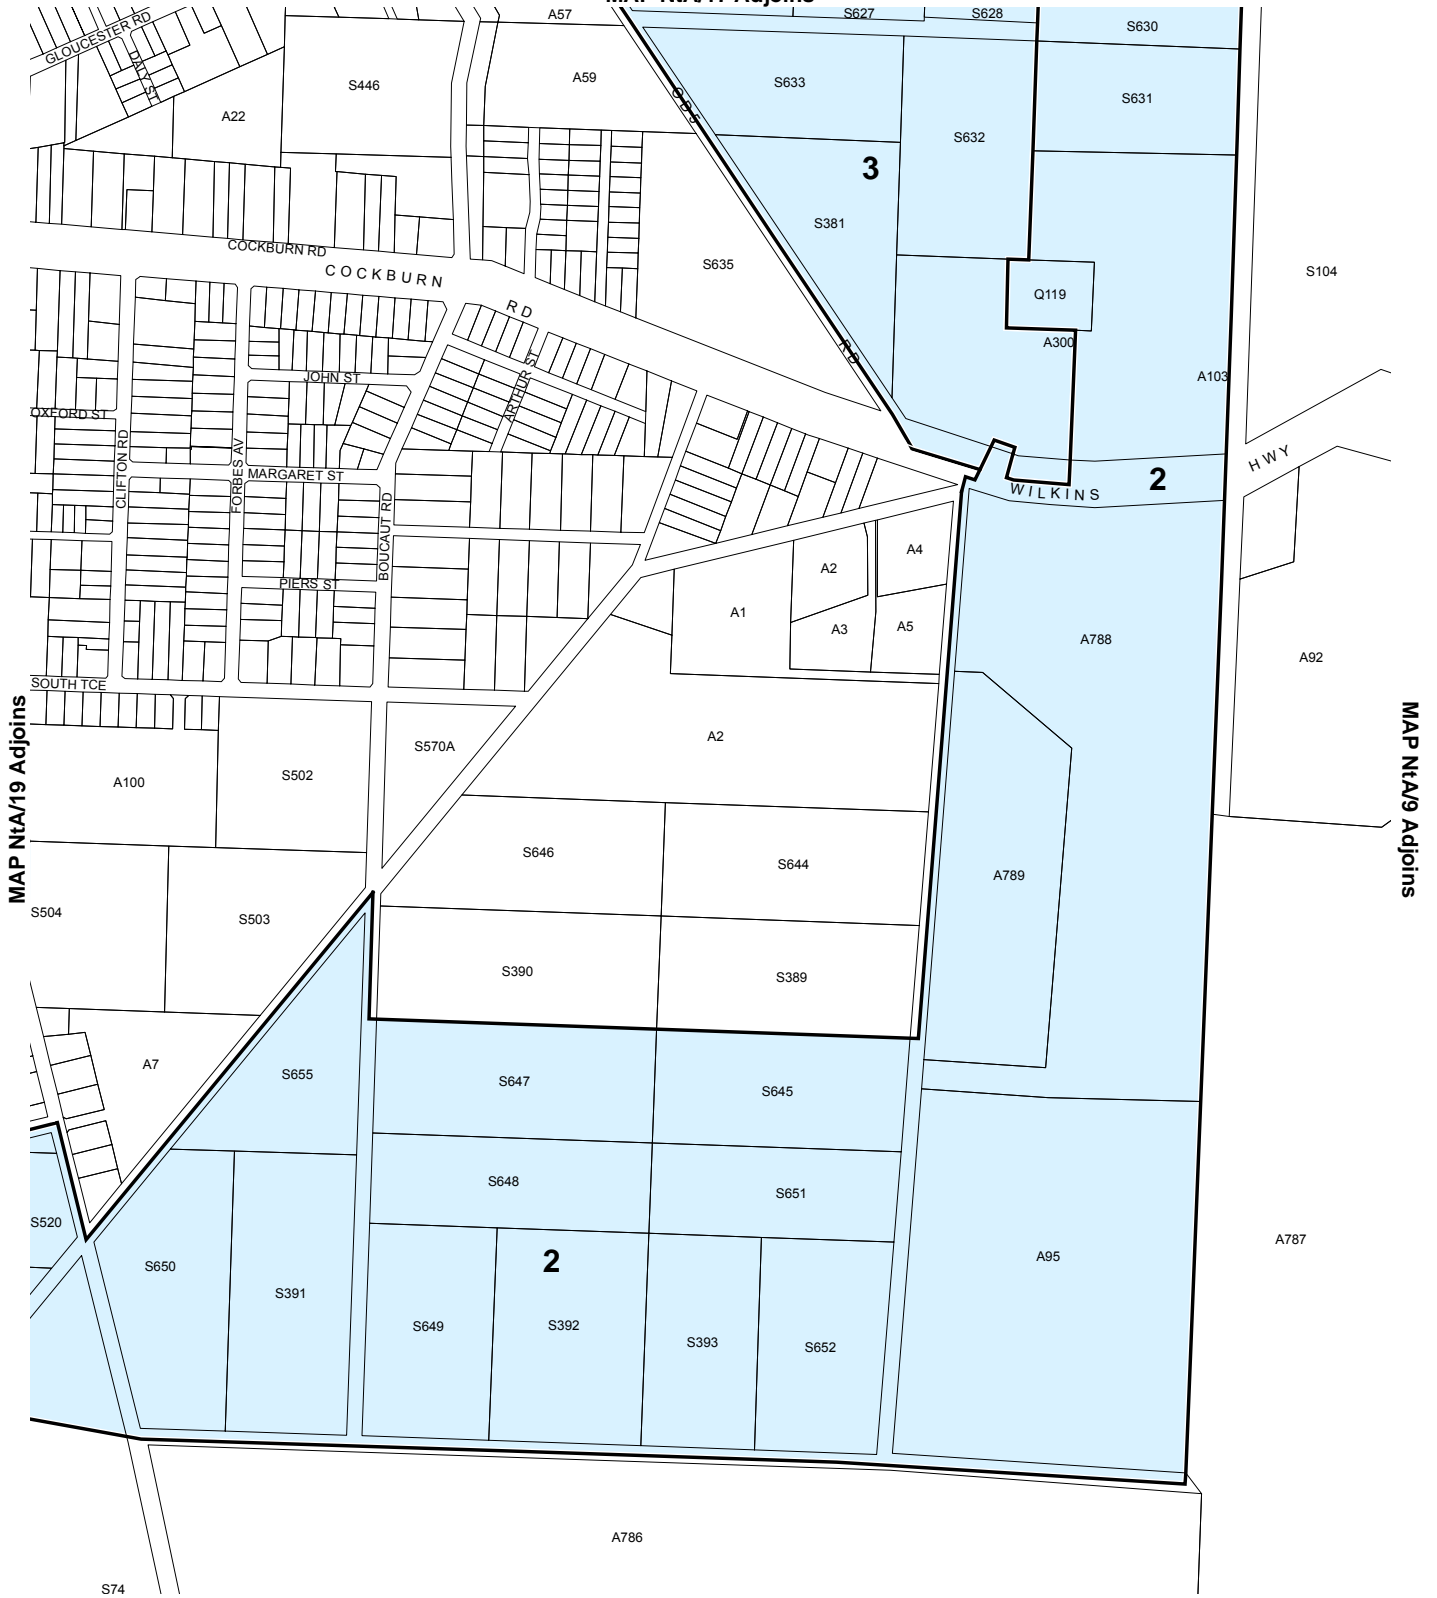 MAP NtA/17 Adjoins
A57
S627
S628
S630
GLOUCESTER RD
DALY ST
S446
A59
S633
S631
A22
ODS
S632
3
S381
COCKBURN RD
COCKBURN
RD
S635
S104
Q119
A300
RD
A103
JOHN ST
ARTHUR ST
OXFORD ST
CLIFTON RD
FORBES AV
MARGARET ST
HWY
2
WILKINS
BOUCAUT RD
A4
A2
PIERS ST
A1
A3
A5
A788
A92
SOUTH TCE
MAP NtA/19 Adjoins
MAP NtA/9 Adjoins
A2
S570A
S502
A100
S646
S644
A789
S504
S503
S390
S389
A7
S655
S647
S645
S648
S651
S520
A787
S650
2
A95
S391
S649
S392
S393
S652
A786
S74